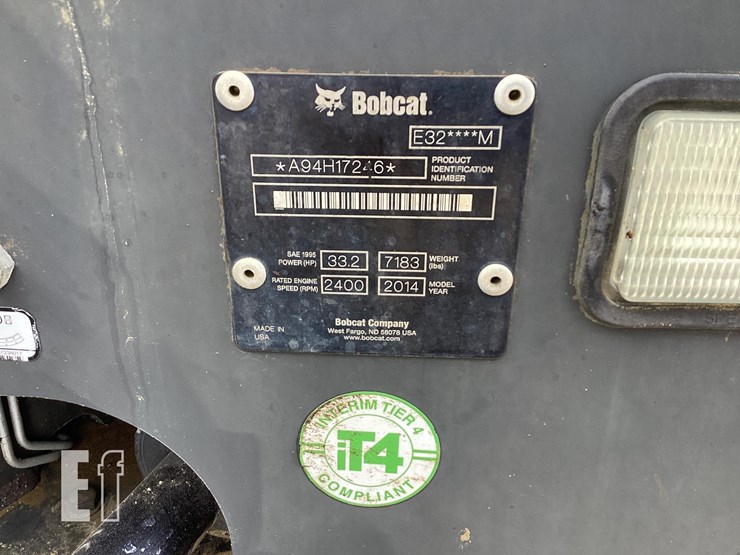 Bobcat.
E32****M
*A94H17246*
PRODUCT
IDENTIFICATION
NUMBER
SAE 1995
POWER (HP)
33.2
7183
WEIGHT
(lbs)
RATED ENGINE
SPEED (RPM)
2400
2014
MODEL
YEAR
MADE IN
USA
Bobcat Company
West Fargo, ND 58078 USA
www.bobcat.com
INTERIM TIER 4
iT4
COMPLIANT
Ef